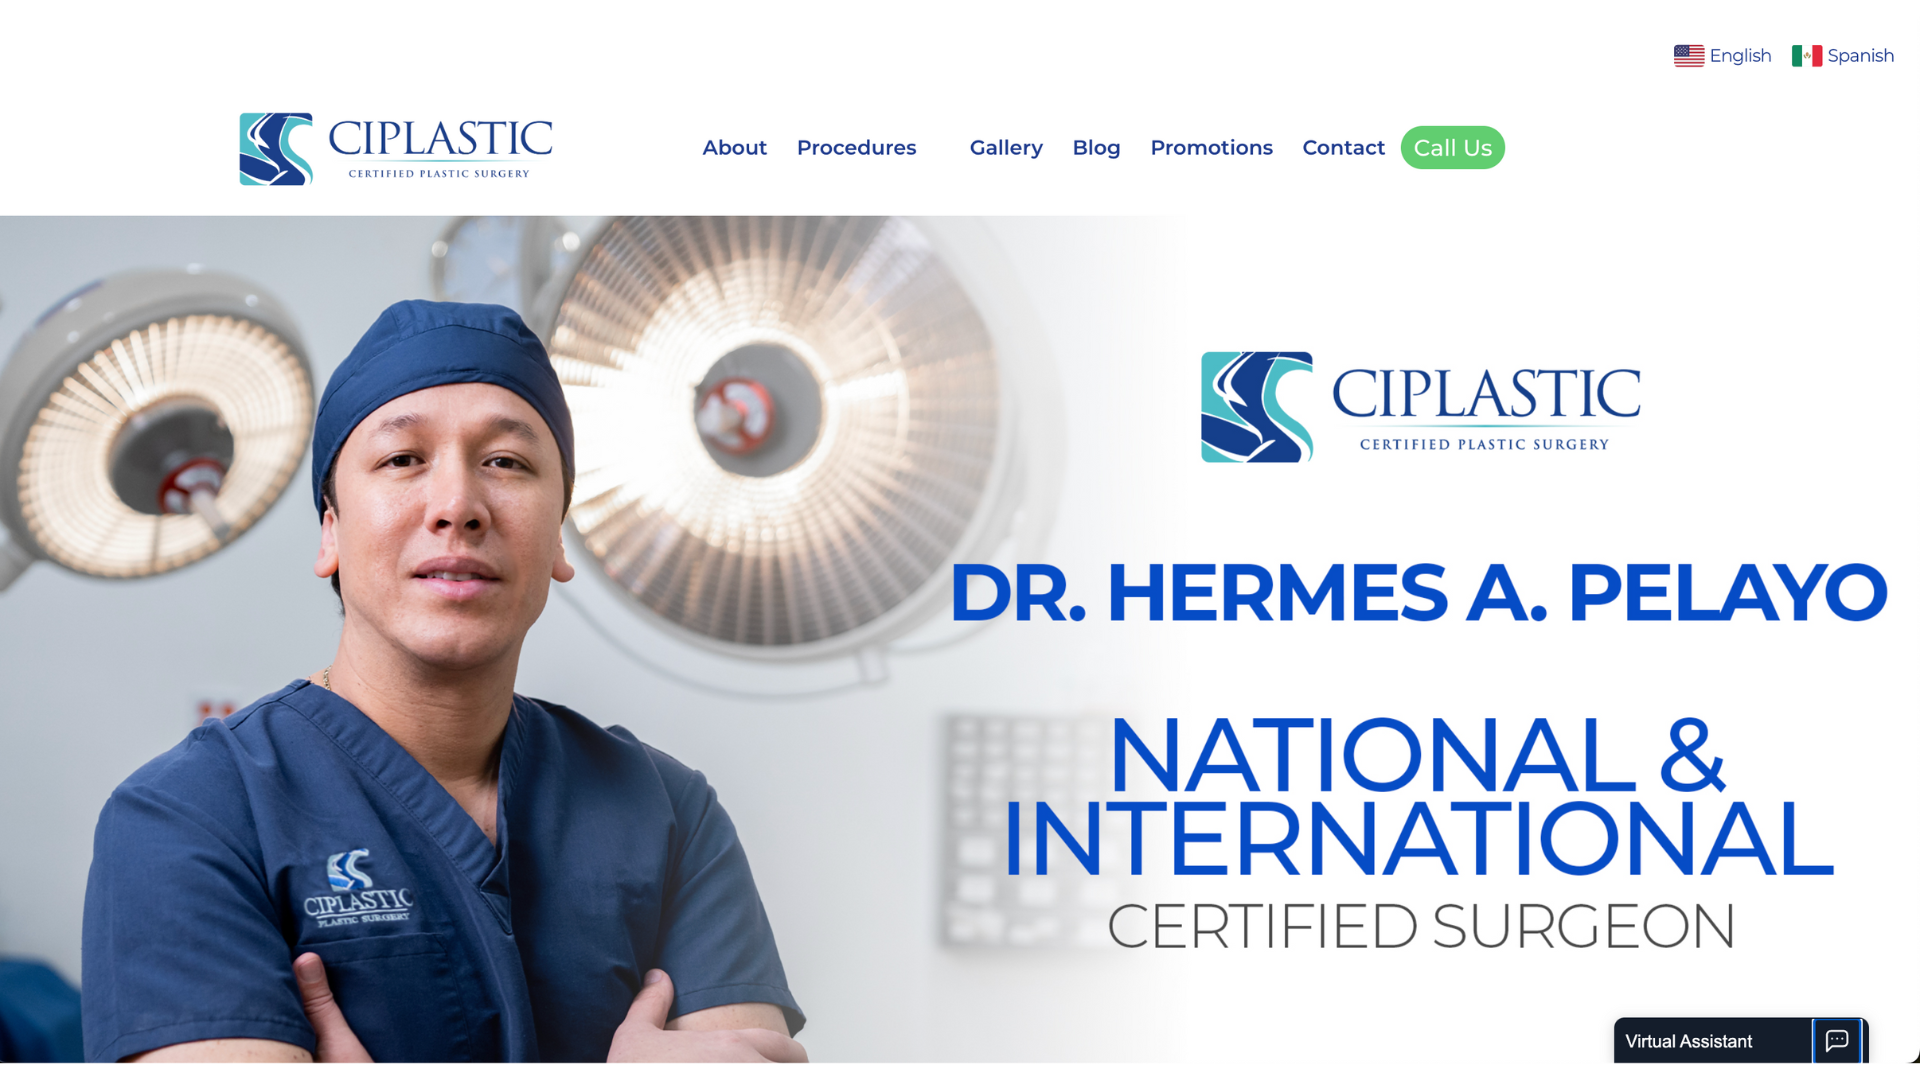 English Spanish
CIPLASTIC
CERTIFIED PLASTIC SURGERY
About Procedures Gallery Blog Promotions Contact Call Us
CIPLASTIC
CERTIFIED PLASTIC SURGERY
DR. HERMES A. PELAYO
NATIONAL &
INTERNATIONAL
CERTIFIED SURGEON
CIPLASTIC
PLASTIC SURGERY
Virtual Assistant